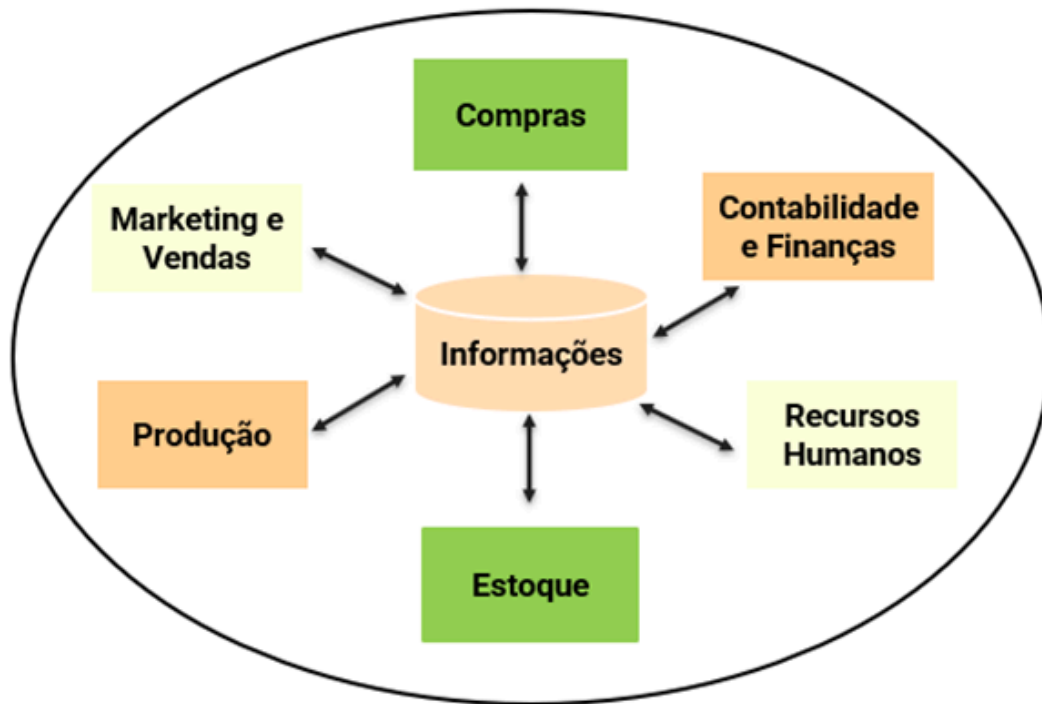 Compras
Contabilidade
e Finanças
Marketing e
Vendas
Informações
Produção
Recursos
Humanos
Estoque